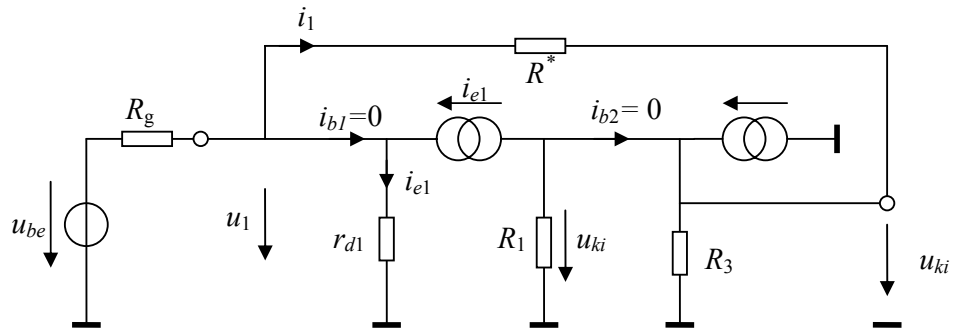 i1
R*
ie1
Rg
ib1=0
ib2= 0
ie1
ube
u1
rd1
R1
uki
R3
uki